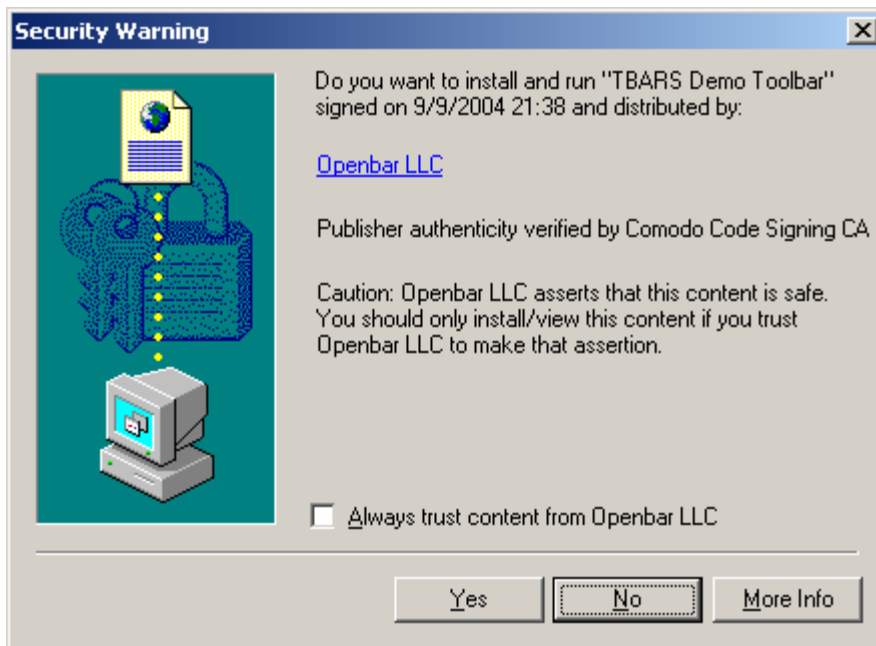 Security Warning
Do you want to install and run "TBARS Demo Toolbar"
signed on 9/9/2004 21:38 and distributed by:
Openbar LLC
Publisher authenticity verified by Comodo Code Signing CA
Caution: Openbar LLC asserts that this content is safe.
You should only install/view this content if you trust
Openbar LLC to make that assertion.
Always trust content from Openbar LLC
Yes
No
More Info